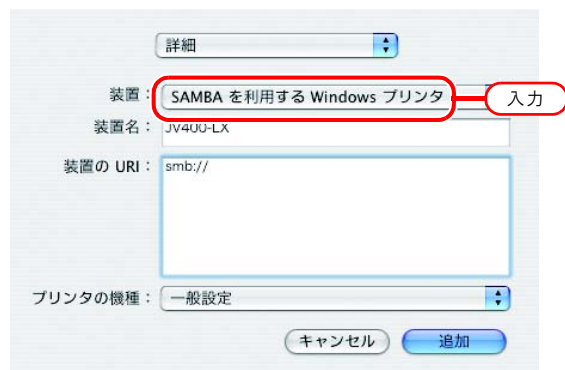 詳細
装置： SAMBA を利用する Windows プリンタ 入力
装置名： JV400-LX
装置の URI： smb://
プリンタの機種： 一般設定
キャンセル 追加